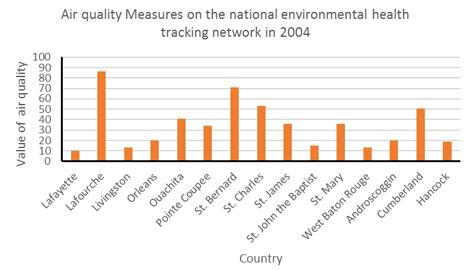 Air quality Measures on the national environmental health
tracking network in 2004
Value of air quality
100
90
80
70
60
50
40
30
20
10
0
Lafayette
Lafourche
Livingston
Orleans
Ouachita
Pointe Coupee
St. Bernard
St. Charles
St. James
St. John the Baptist
St. Mary
West Baton Rouge
Androscoggin
Cumberland
Hancock
Country